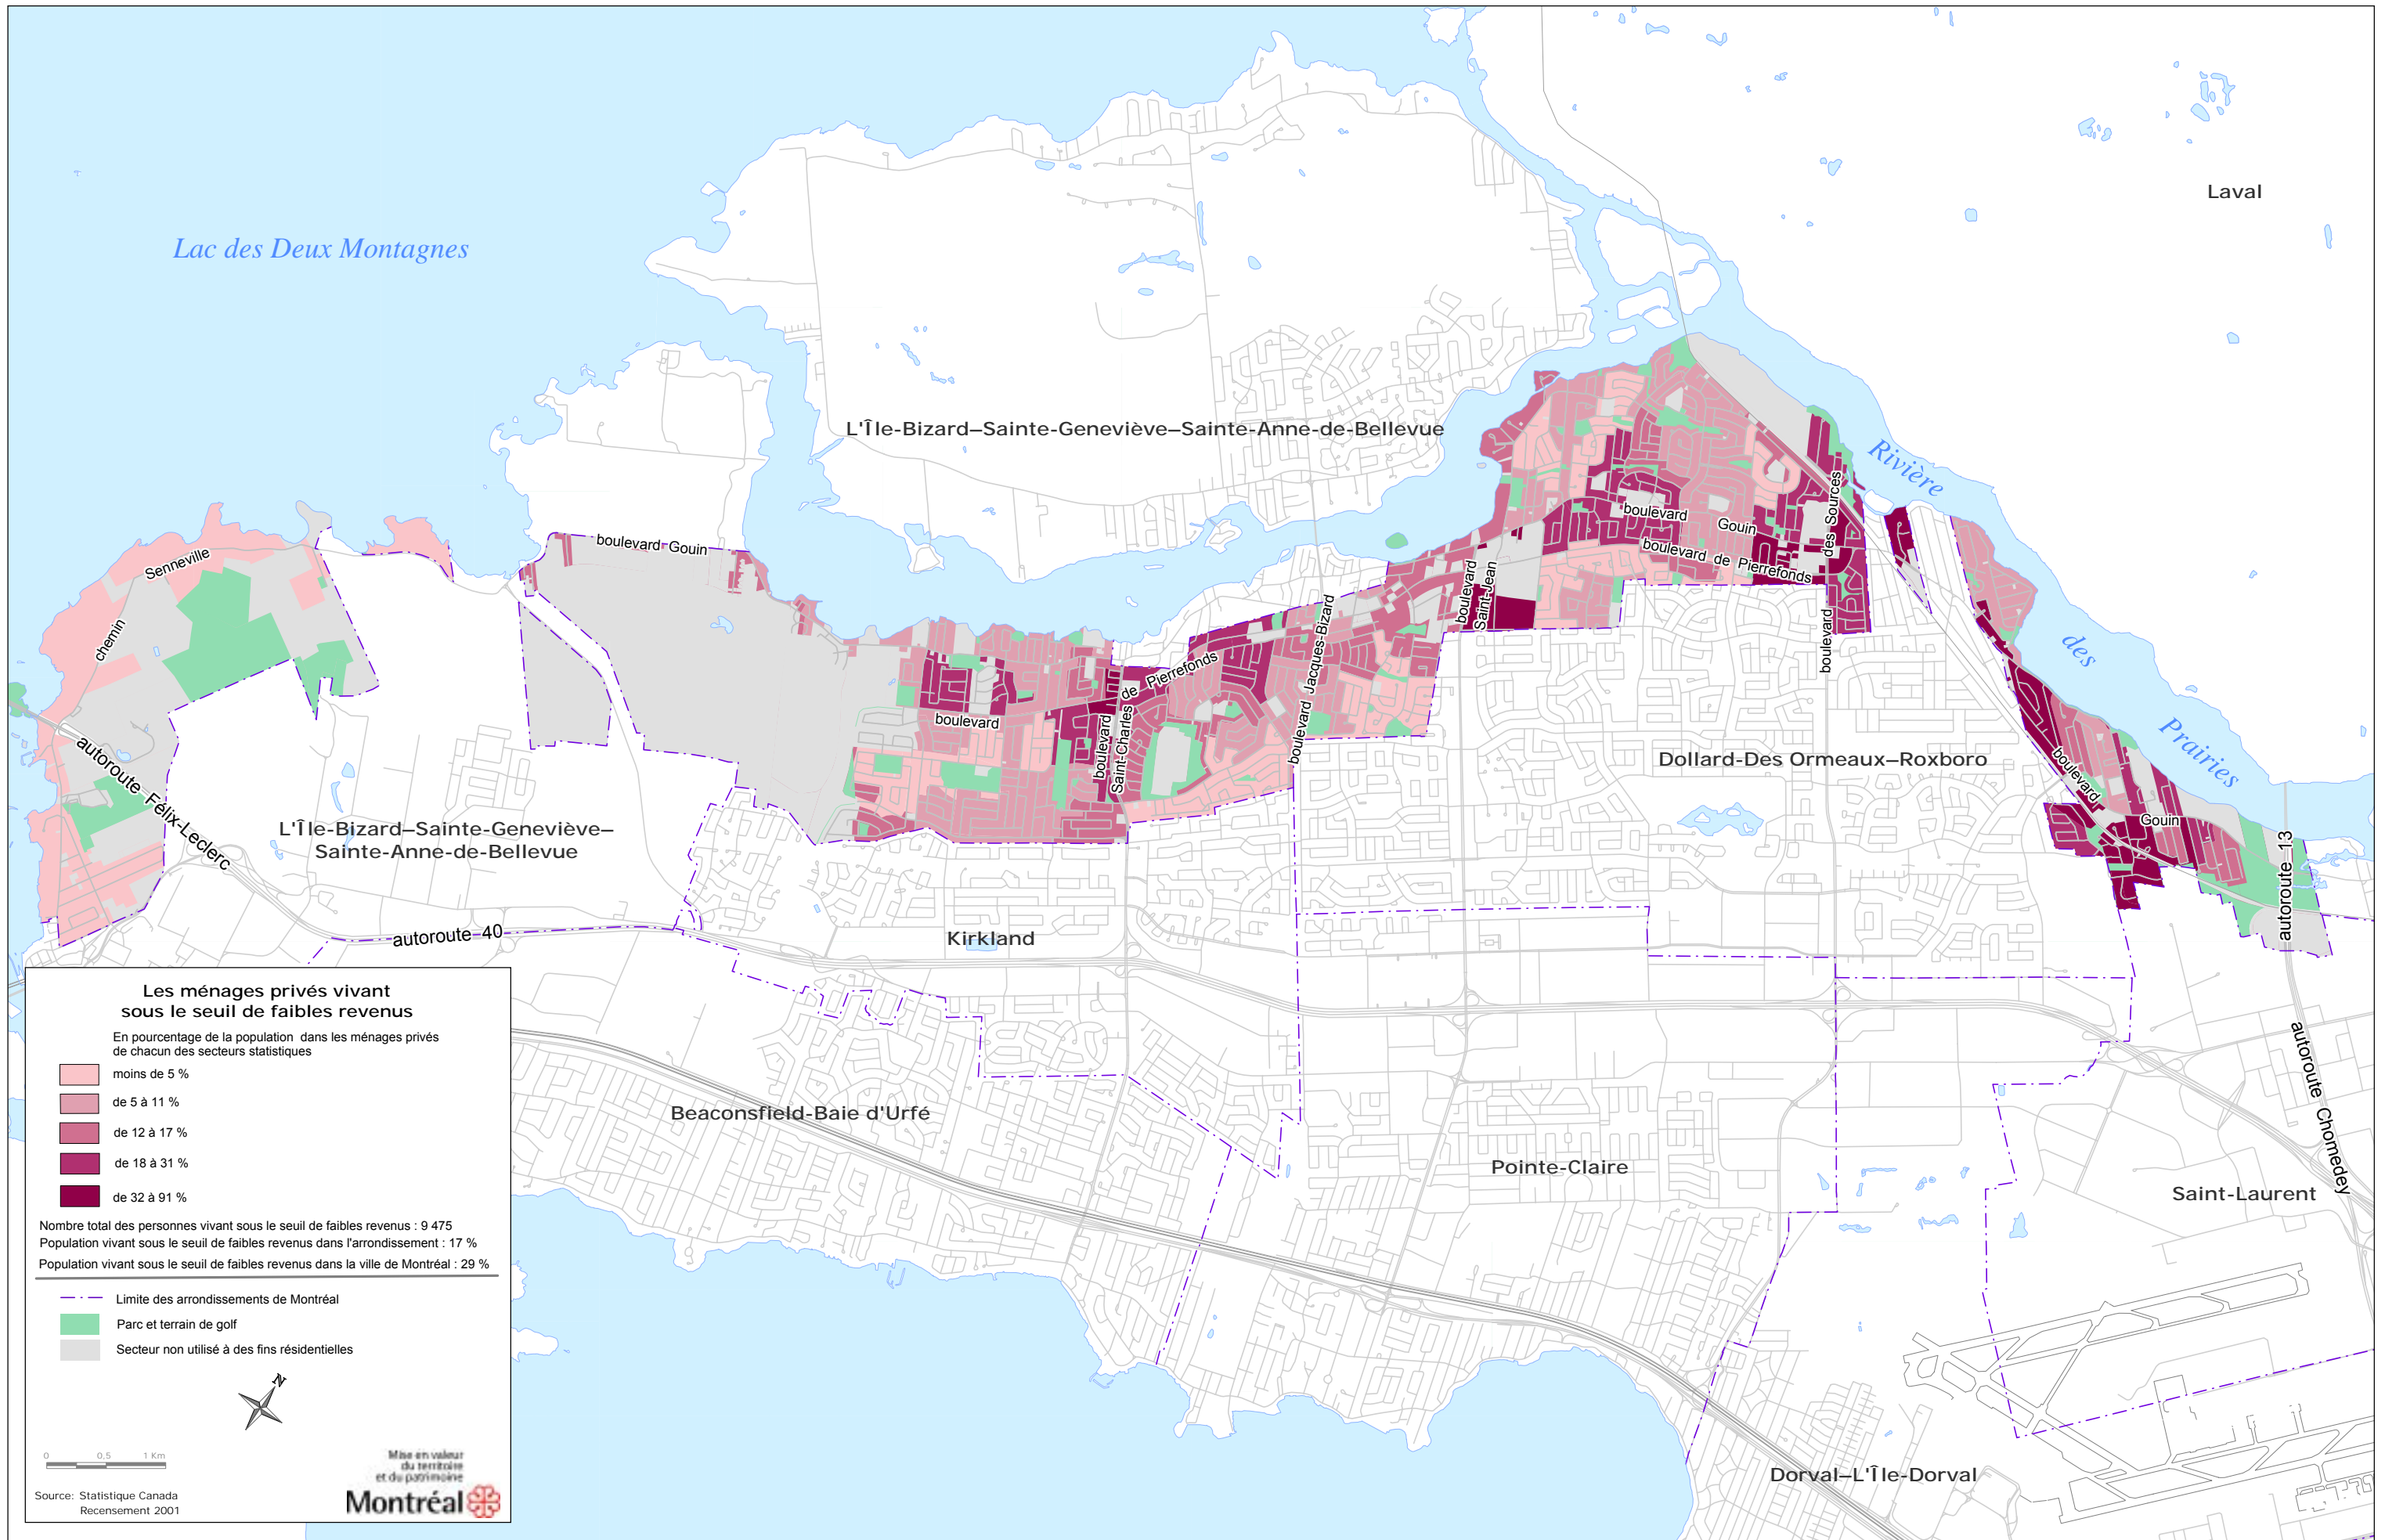 Laval
Lac des Deux Montagnes
L'Île-Bizard–Sainte-Geneviève–Sainte-Anne-de-Bellevue
Rivière
des
Prairies
boulevard Gouin
Senneville
chemin
boulevard
Gouin
boulevard de Pierrefonds
des Sources
boulevard
boulevard
Saint-Jean
boulevard Jacques-Bizard
de Pierrefonds
boulevard
boulevard
Saint-Charles
autoroute Félix-Leclerc
L'Île-Bizard–Sainte-Geneviève–
Sainte-Anne-de-Bellevue
Dollard-Des Ormeaux–Roxboro
boulevard
Gouin
autoroute 13
autoroute 40
Kirkland
autoroute Chomedey
Beaconsfield-Baie d'Urfé
Pointe-Claire
Saint-Laurent
Dorval–L'Île-Dorval
Les ménages privés vivant
sous le seuil de faibles revenus
En pourcentage de la population dans les ménages privés
de chacun des secteurs statistiques
moins de 5 %
de 5 à 11 %
de 12 à 17 %
de 18 à 31 %
de 32 à 91 %
Nombre total des personnes vivant sous le seuil de faibles revenus : 9 475
Population vivant sous le seuil de faibles revenus dans l'arrondissement : 17 %
Population vivant sous le seuil de faibles revenus dans la ville de Montréal : 29 %
Limite des arrondissements de Montréal
Parc et terrain de golf
Secteur non utilisé à des fins résidentielles
N
0 0,5 1 Km
Mise en valeur
du territoire
et du patrimoine
Montréal
Source: Statistique Canada
Recensement 2001